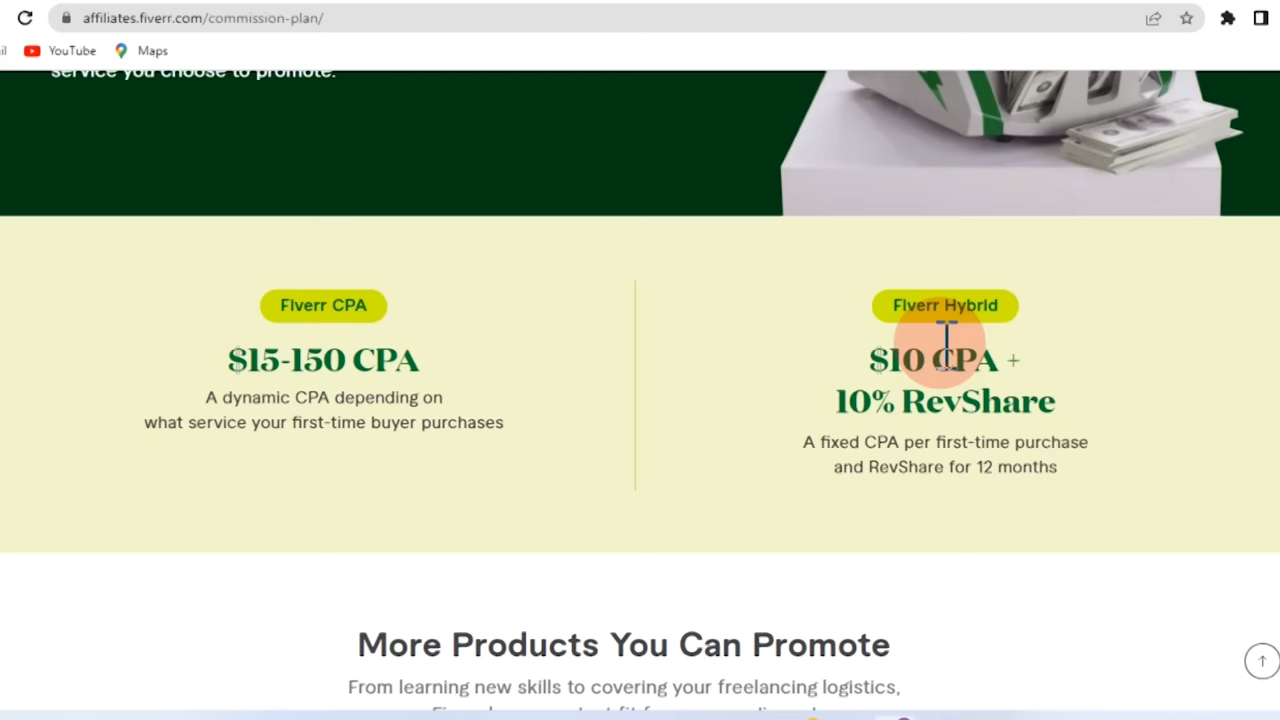 affiliates.fiverr.com/commission-plan/
YouTube
Maps
service you choose to promote.
Fiverr CPA
$15-150 CPA
A dynamic CPA depending on
what service your first-time buyer purchases
Fiverr Hybrid
$10 CPA +
10% RevShare
A fixed CPA per first-time purchase
and RevShare for 12 months
More Products You Can Promote
From learning new skills to covering your freelancing logistics,